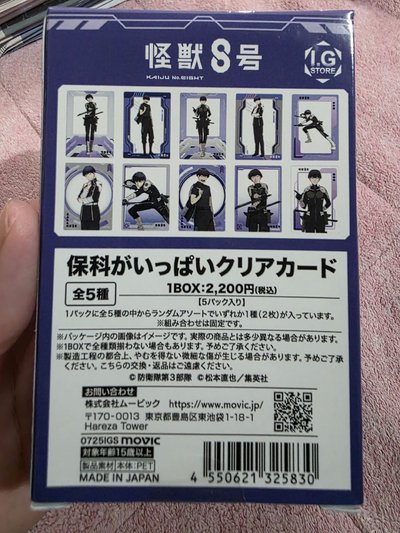 怪獣8号
KAIJU No.EIGHT
I.G
STORE
保科がいっぱいクリアカード
全5種
1BOX:2,200円(税込)
【5パック入り】
1パックに全5種の中からランダムアソートでいずれか1種(2枚)が入っています。
※組み合わせは固定です。
※パッケージ内の画像はイメージです。実際の商品とは多少異なる場合があります。
※1BOXで全種類揃わない場合もあります。予めご了承ください。
※製造工程の都合上、やむを得ない微細な傷が生じる場合があります。予めご了承ください。こちらの交換・返品はご遠慮ください。
©防衛隊第3部隊 ©松本直也/集英社
お問い合わせ
株式会社ムービック https://www.movic.jp/
〒170-0013 東京都豊島区東池袋1-18-1
Hareza Tower
0725IGS movic
対象年齢15歳以上
製品素材 本体:PET
MADE IN JAPAN
4 550621 325830